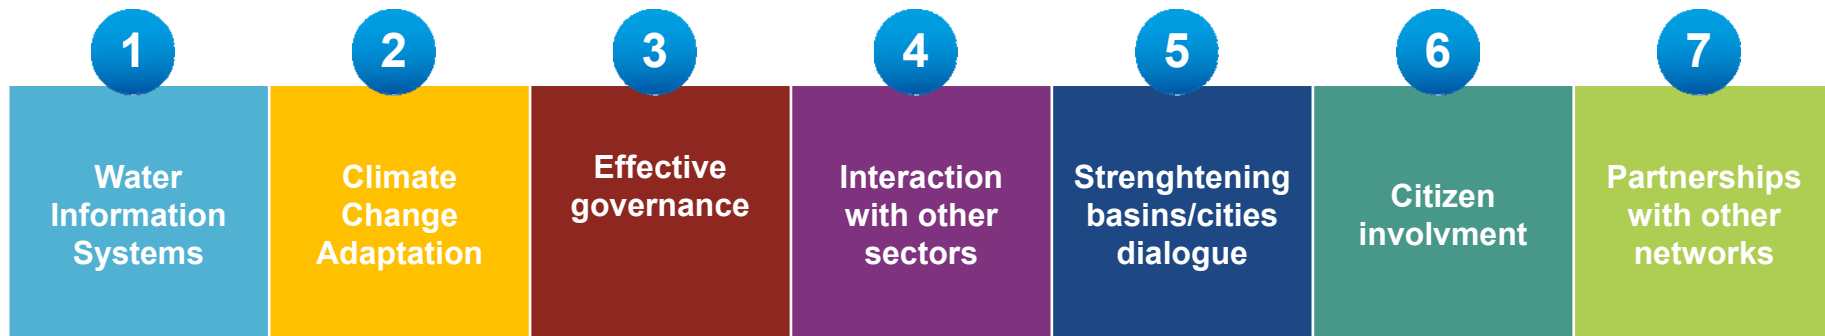 1
Water
Information
Systems
2
Climate
Change
Adaptation
3
Effective
governance
4
Interaction
with other
sectors
5
Strenghtening
basins/cities
dialogue
6
Citizen
involvment
7
Partnerships
with other
networks